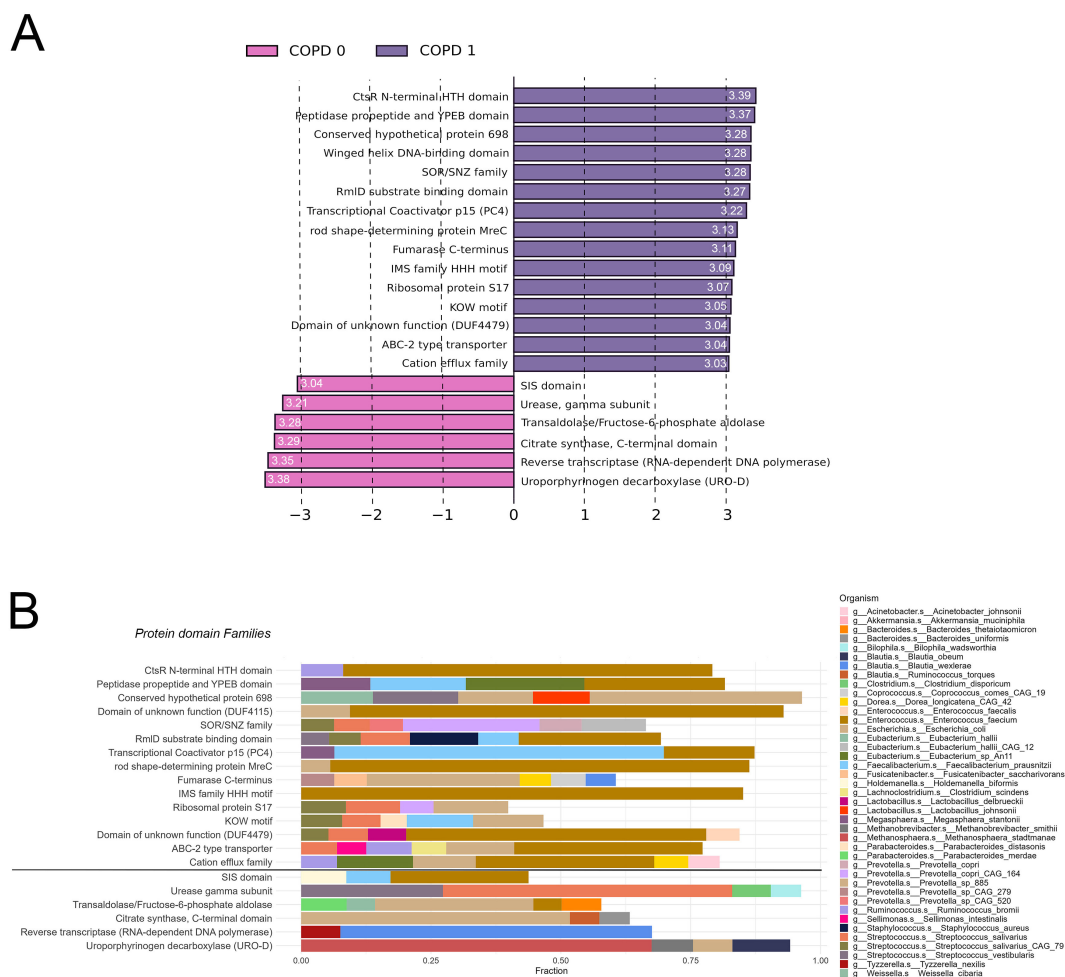 A
COPD 0 COPD 1
CtsR N-terminal HTH domain 3.39
Peptidase propeptide and YPEB domain 3.37
Conserved hypothetical protein 698 3.28
Winged helix DNA-binding domain 3.28
SOR/SNZ family 3.28
RmlD substrate binding domain 3.27
Transcriptional Coactivator p15 (PC4) 3.22
rod shape-determining protein MreC 3.13
Fumarase C-terminus 3.11
IMS family HHH motif 3.09
Ribosomal protein S17 3.07
KOW motif 3.05
Domain of unknown function (DUF4479) 3.04
ABC-2 type transporter 3.04
Cation efflux family 3.03
3.04 SIS domain
3.21 Urease, gamma subunit
3.28 Transaldolase/Fructose-6-phosphate aldolase
3.29 Citrate synthase, C-terminal domain
3.35 Reverse transcriptase (RNA-dependent DNA polymerase)
3.38 Uroporphyrinogen decarboxylase (URO-D)
−3 −2 −1 0 1 2 3
B
Protein domain Families
CtsR N-terminal HTH domain
Peptidase propeptide and YPEB domain
Conserved hypothetical protein 698
Domain of unknown function (DUF4115)
SOR/SNZ family
RmlD substrate binding domain
Transcriptional Coactivator p15 (PC4)
rod shape-determining protein MreC
Fumarase C-terminus
IMS family HHH motif
Ribosomal protein S17
KOW motif
Domain of unknown function (DUF4479)
ABC-2 type transporter
Cation efflux family
SIS domain
Urease gamma subunit
Transaldolase/Fructose-6-phosphate aldolase
Citrate synthase, C-terminal domain
Reverse transcriptase (RNA-dependent DNA polymerase)
Uroporphyrinogen decarboxylase (URO-D)
0.00 0.25 0.50 0.75 1.00
Fraction
Organism
g__Acinetobacter.s__Acinetobacter_johnsonii
g__Akkermansia.s__Akkermansia_muciniphila
g__Bacteroides.s__Bacteroides_thetaiotaomicron
g__Bacteroides.s__Bacteroides_uniformis
g__Bilophila.s__Bilophila_wadsworthia
g__Blautia.s__Blautia_obeum
g__Blautia.s__Blautia_wexlerae
g__Blautia.s__Ruminococcus_torques
g__Clostridium.s__Clostridium_disporicum
g__Coprococcus.s__Coprococcus_comes_CAG_19
g__Dorea.s__Dorea_longicatena_CAG_42
g__Enterococcus.s__Enterococcus_faecalis
g__Enterococcus.s__Enterococcus_faecium
g__Escherichia.s__Escherichia_coli
g__Eubacterium.s__Eubacterium_hallii
g__Eubacterium.s__Eubacterium_hallii_CAG_12
g__Eubacterium.s__Eubacterium_sp_An11
g__Faecalibacterium.s__Faecalibacterium_prausnitzii
g__Fusicatenibacter.s__Fusicatenibacter_saccharivorans
g__Holdemanella.s__Holdemanella_biformis
g__Lachnoclostridium.s__Clostridium_scindens
g__Lactobacillus.s__Lactobacillus_delbrueckii
g__Lactobacillus.s__Lactobacillus_johnsonii
g__Megasphaera.s__Megasphaera_stantonii
g__Methanobrevibacter.s__Methanobrevibacter_smithii
g__Methanosphaera.s__Methanosphaera_stadtmanae
g__Parabacteroides.s__Parabacteroides_distasonis
g__Parabacteroides.s__Parabacteroides_merdae
g__Prevotella.s__Prevotella_copri
g__Prevotella.s__Prevotella_copri_CAG_164
g__Prevotella.s__Prevotella_sp_885
g__Prevotella.s__Prevotella_sp_CAG_279
g__Prevotella.s__Prevotella_sp_CAG_520
g__Ruminococcus.s__Ruminococcus_bromii
g__Sellimonas.s__Sellimonas_intestinalis
g__Staphylococcus.s__Staphylococcus_aureus
g__Streptococcus.s__Streptococcus_salivarius
g__Streptococcus.s__Streptococcus_salivarius_CAG_79
g__Streptococcus.s__Streptococcus_vestibularis
g__Tyzzerella.s__Tyzzerella_nexilis
g__Weissella.s__Weissella_cibaria